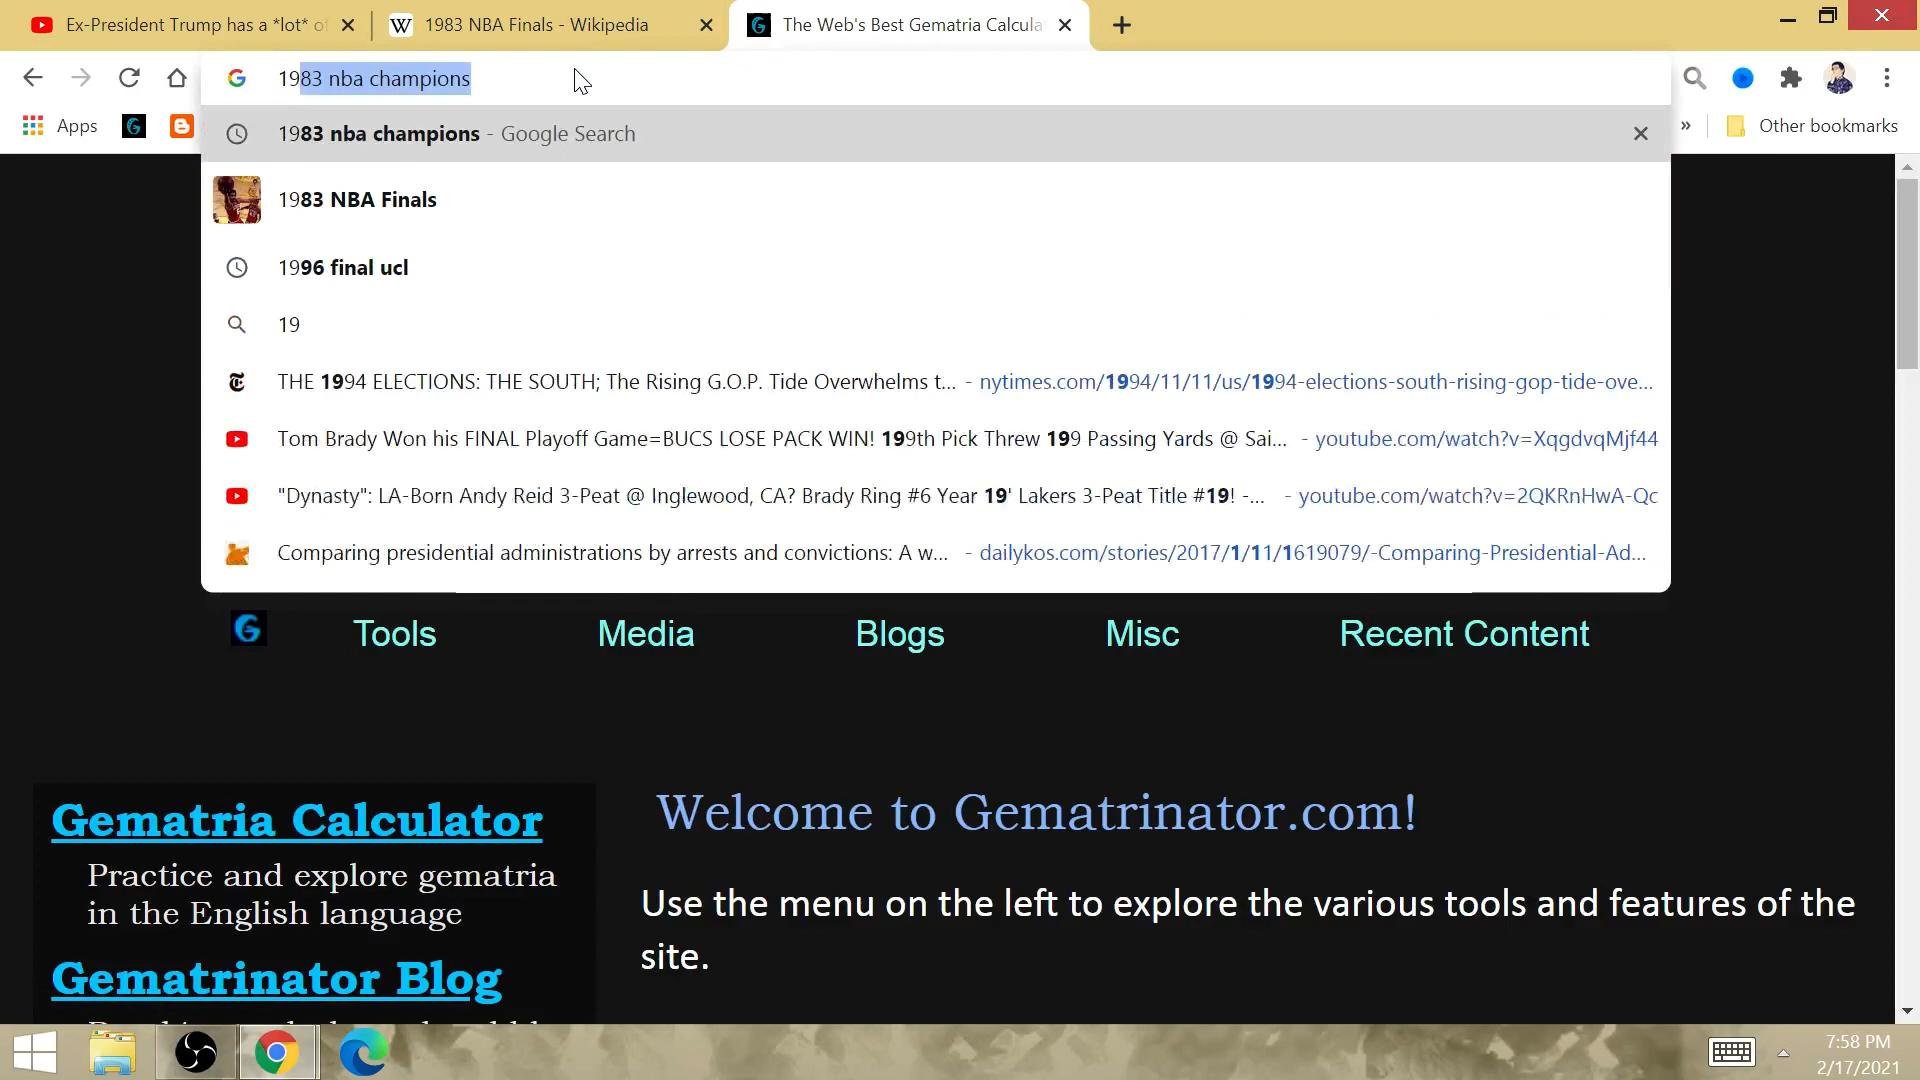 Ex-President Trump has a *lot* of
1983 NBA Finals - Wikipedia
The Web's Best Gematria Calcula
1983 nba champions
Apps
»
Other bookmarks
1983 nba champions - Google Search
1983 NBA Finals
1996 final ucl
19
THE 1994 ELECTIONS: THE SOUTH; The Rising G.O.P. Tide Overwhelms t... - nytimes.com/1994/11/11/us/1994-elections-south-rising-gop-tide-ove...
Tom Brady Won his FINAL Playoff Game=BUCS LOSE PACK WIN! 199th Pick Threw 199 Passing Yards @ Sai... - youtube.com/watch?v=XqgdvqMjf44
"Dynasty": LA-Born Andy Reid 3-Peat @ Inglewood, CA? Brady Ring #6 Year 19' Lakers 3-Peat Title #19! -... - youtube.com/watch?v=2QKRnHwA-Qc
Comparing presidential administrations by arrests and convictions: A w... - dailykos.com/stories/2017/1/11/1619079/-Comparing-Presidential-Ad...
Tools Media Blogs Misc Recent Content
Gematria Calculator
Practice and explore gematria
in the English language
Gematrinator Blog
Welcome to Gematrinator.com!
Use the menu on the left to explore the various tools and features of the
site.
7:58 PM
2/17/2021